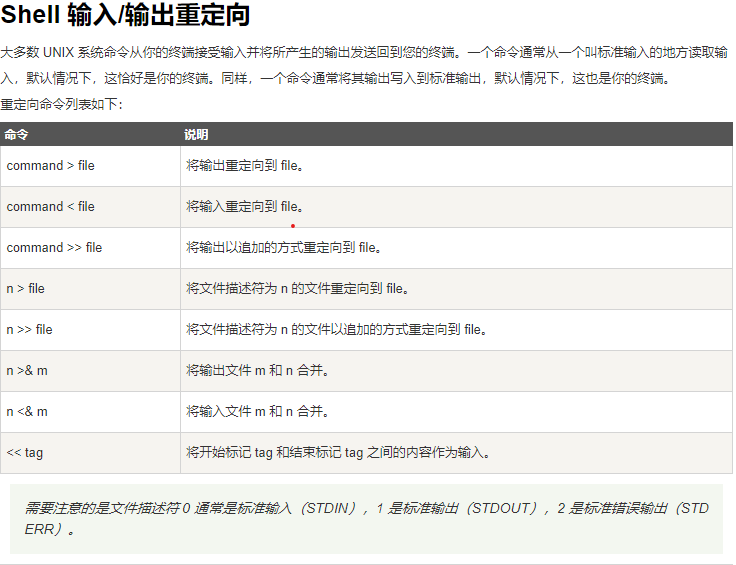 Shell 输入/输出重定向
大多数 UNIX 系统命令从你的终端接受输入并将所产生的输出发送回到您的终端。一个命令通常从一个叫标准输入的地方读取输
入，默认情况下，这恰好是你的终端。同样，一个命令通常将其输出写入到标准输出，默认情况下，这也是你的终端。
重定向命令列表如下：
命令 说明
command > file 将输出重定向到 file。
command < file 将输入重定向到 file。
command >> file 将输出以追加的方式重定向到 file。
n > file 将文件描述符为 n 的文件重定向到 file。
n >> file 将文件描述符为 n 的文件以追加的方式重定向到 file。
n >& m 将输出文件 m 和 n 合并。
n <& m 将输入文件 m 和 n 合并。
<< tag 将开始标记 tag 和结束标记 tag 之间的内容作为输入。
需要注意的是文件描述符 0 通常是标准输入（STDIN），1 是标准输出（STDOUT），2 是标准错误输出（STD
ERR）。